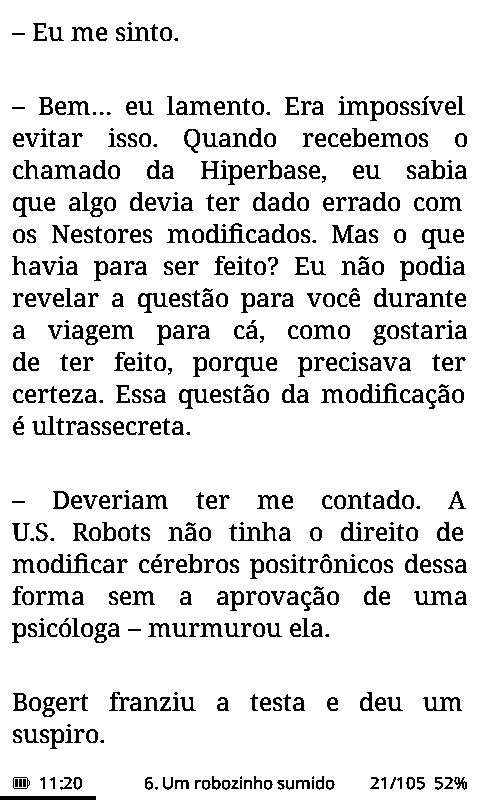 – Eu me sinto.
– Bem... eu lamento. Era impossível
evitar isso. Quando recebemos o
chamado da Hiperbase, eu sabia
que algo devia ter dado errado com
os Nestores modificados. Mas o que
havia para ser feito? Eu não podia
revelar a questão para você durante
a viagem para cá, como gostaria
de ter feito, porque precisava ter
certeza. Essa questão da modificação
é ultrassecreta.
– Deveriam ter me contado. A
U.S. Robots não tinha o direito de
modificar cérebros positrônicos dessa
forma sem a aprovação de uma
psicóloga – murmurou ela.
Bogert franziu a testa e deu um
suspiro.
11:20 6. Um robozinho sumido 21/105 52%